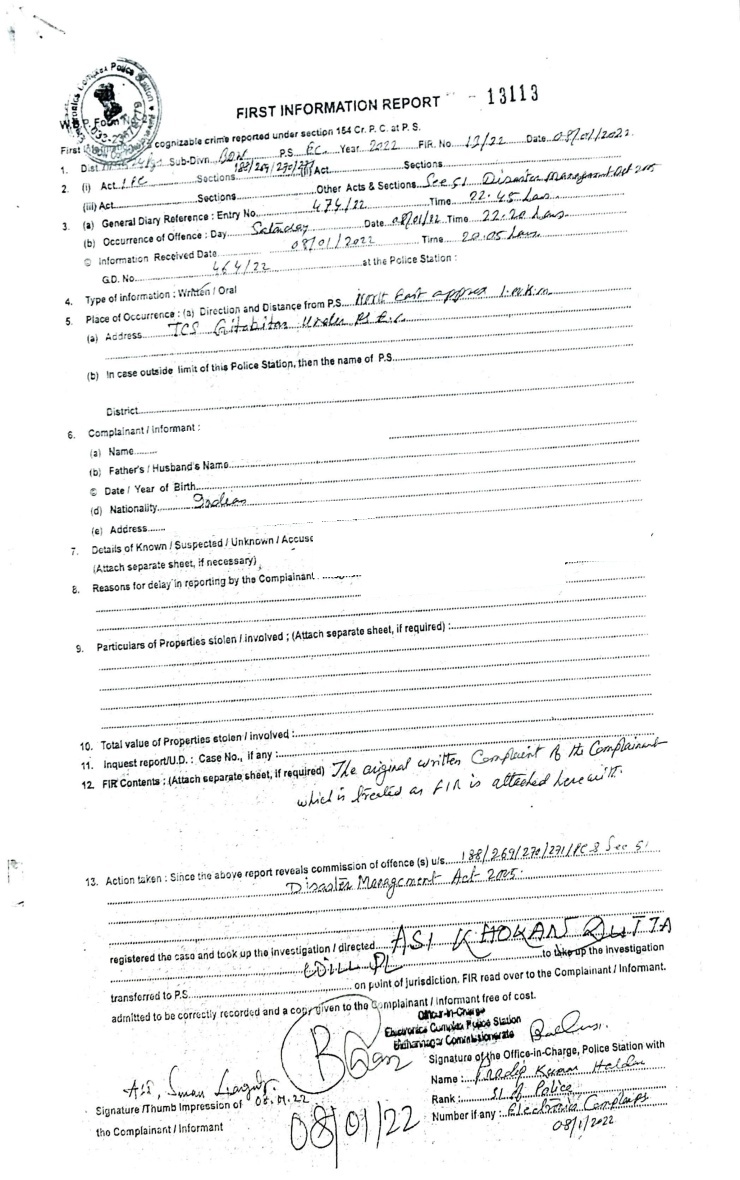 FIRST INFORMATION REPORT 13113
W.B.P. Form No.
First Information of a cognizable crime reported under section 154 Cr. P. C. at P. S.
1. Dist. Sub-Divn. BDN P.S. EC. Year 2022 FIR. No. 12/22 Date 08/01/2022
2. (i) Act IPC Sections 188/269/270/271 (ii) Act Sections
(iii) Act Sections Other Acts & Sections See 51 Disaster Management Act 2005
3. (a) General Diary Reference : Entry No. 474/22 Time 22.45 hrs
(b) Occurrence of Offence : Day Saturday Date 08/01/22 Time 22.20 hrs
© Information Received Date 08/01/2022 Time 20.05 hrs
G.D. No. 464/22 at the Police Station :
4. Type of information : Written / Oral
5. Place of Occurrence : (a) Direction and Distance from P.S. North East approx
(a) Address TCS Gitabitan Under PS E.C.
(b) In case outside limit of this Police Station, then the name of P.S.
District
6. Complainant / informant :
(a) Name
(b) Father's / Husband's Name
© Date / Year of Birth
(d) Nationality Indian
(e) Address
7. Details of Known / Suspected / Unknown / Accuse
(Attach separate sheet, if necessary)
8. Reasons for delay in reporting by the Complainant
9. Particulars of Properties stolen / involved ; (Attach separate sheet, if required) :
10. Total value of Properties stolen / involved :
11. Inquest report/U.D. : Case No., if any :
12. FIR Contents : (Attach separate sheet, if required) The original written Complaint of the Complainant
which is treated as FIR is attached herewith.
13. Action taken : Since the above report reveals commission of offence (s) u/s. 188/269/270/271 IPC & See 51
Disaster Management Act 2005.
registered the case and took up the investigation / directed ASI KHOKAN DUTTA
WILL PL to take up the investigation
transferred to P.S. on point of jurisdiction. FIR read over to the Complainant / Informant.
admitted to be correctly recorded and a copy given to the Complainant / informant free of cost.
Officer-In-Charge
Electronics Complex Police Station
Bidhannagar Commissionerate
Signature of the Office-in-Charge, Police Station with
Name : Pradip Kumar Halder
Rank : SI of Police
Number if any : Electronic Complex
08/1/2022
08.01.22
Signature /Thumb Impression of
the Complainant / Informant
08/01/22